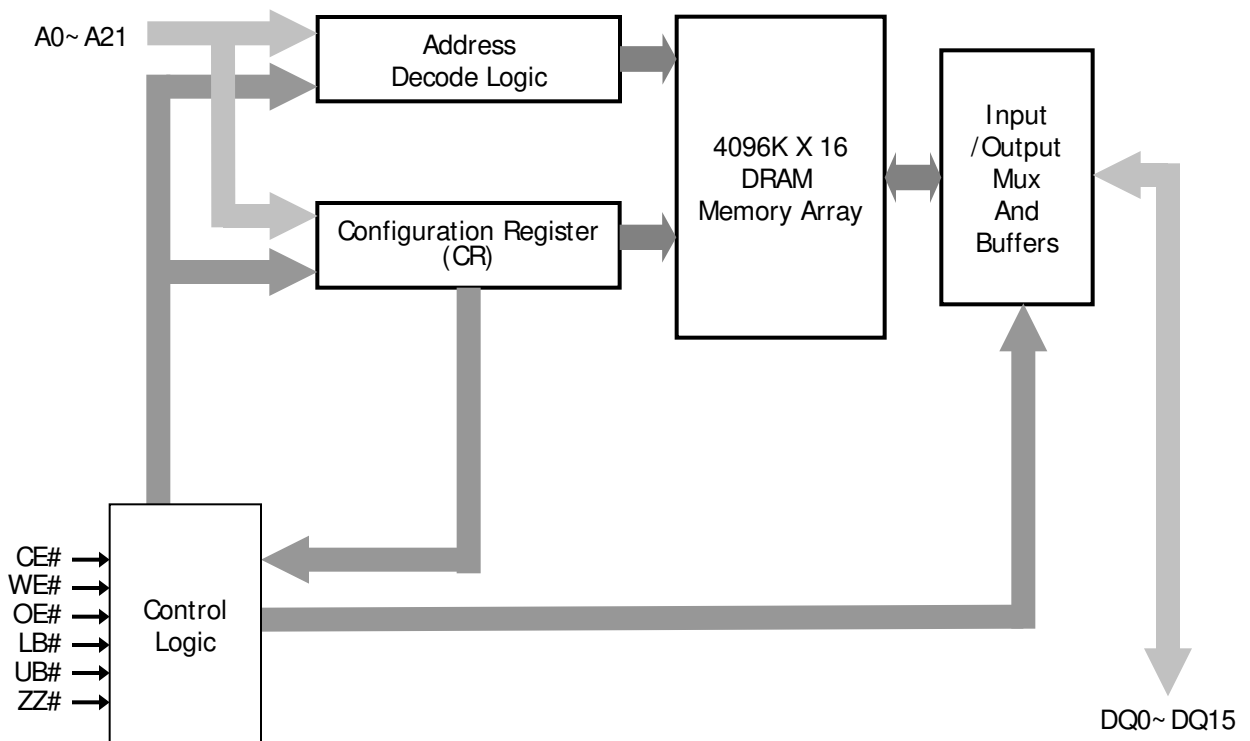 A0~A21
Address
Decode Logic
4096K X 16
DRAM
Memory Array
Input
/Output
Mux
And
Buffers
Configuration Register
(CR)
CE#
WE#
OE#
LB#
UB#
ZZ#
Control
Logic
DQ0~DQ15